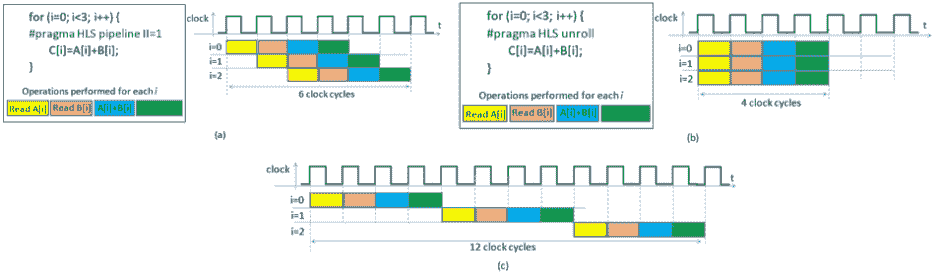 for (i=0; i<3; i++) {
#pragma HLS pipeline II=1
C[i]=A[i]+B[i];
}
Operations performed for each i
Read A[i] Read B[i] A[i]+B[i]
clock
t
i=0
i=1
i=2
6 clock cycles
(a)
for (i=0; i<3; i++) {
#pragma HLS unroll
C[i]=A[i]+B[i];
}
Operations performed for each i
Read A[i] Read B[i] A[i]+B[i]
clock
t
i=0
i=1
i=2
4 clock cycles
(b)
clock
t
i=0
i=1
i=2
12 clock cycles
(c)